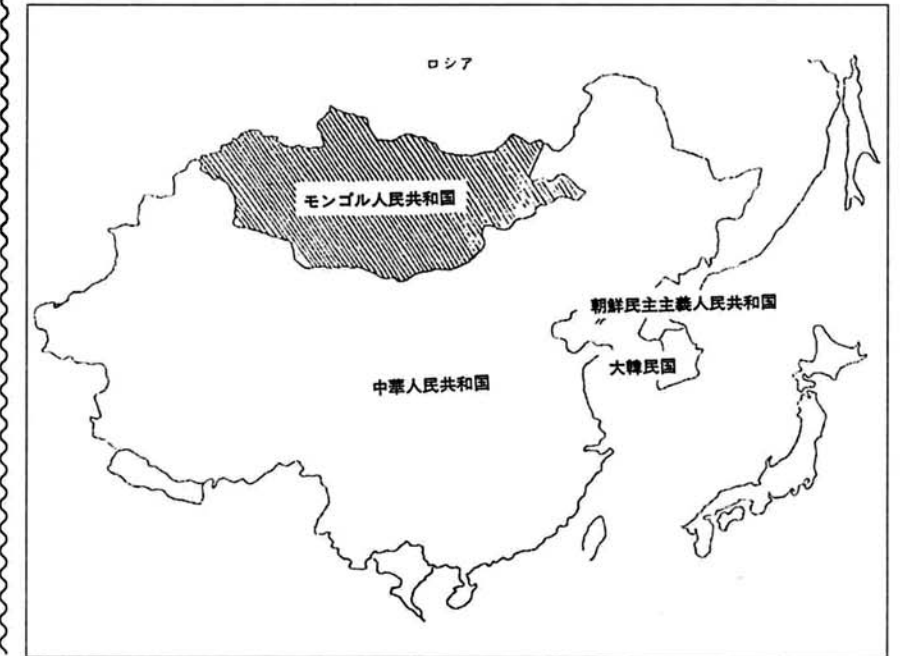 ロシア
モンゴル人民共和国
朝鮮民主主義人民共和国
大韓民国
中華人民共和国